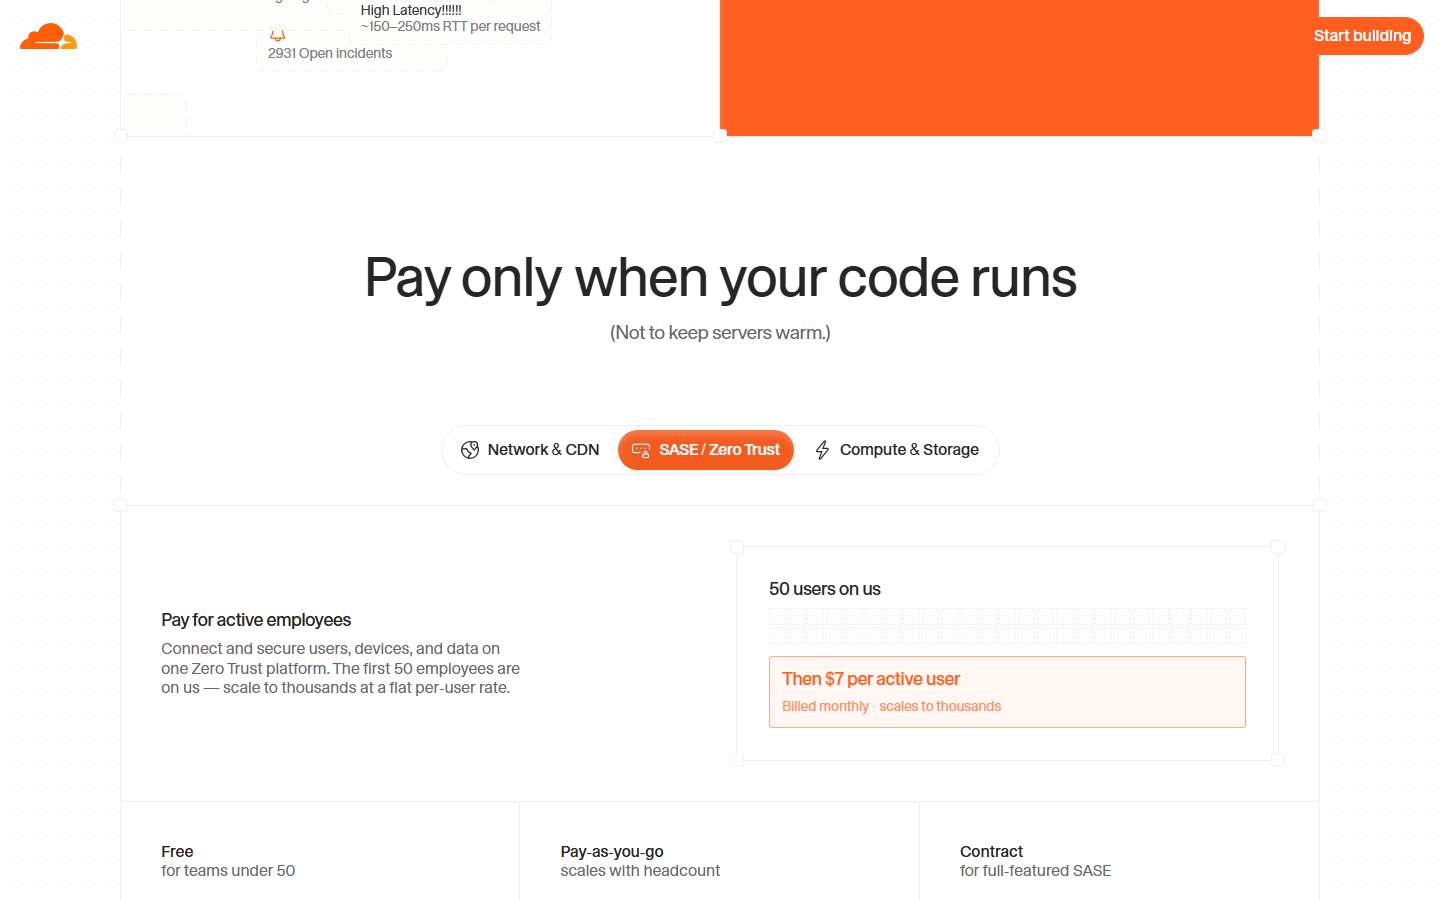 High Latency!!!!!!
~150–250ms RTT per request
2931 Open incidents
Start building
Pay only when your code runs
(Not to keep servers warm.)
Network & CDN
SASE / Zero Trust
Compute & Storage
Pay for active employees
Connect and secure users, devices, and data on
one Zero Trust platform. The first 50 employees are
on us — scale to thousands at a flat per-user rate.
50 users on us
Then $7 per active user
Billed monthly · scales to thousands
Free
for teams under 50
Pay-as-you-go
scales with headcount
Contract
for full-featured SASE